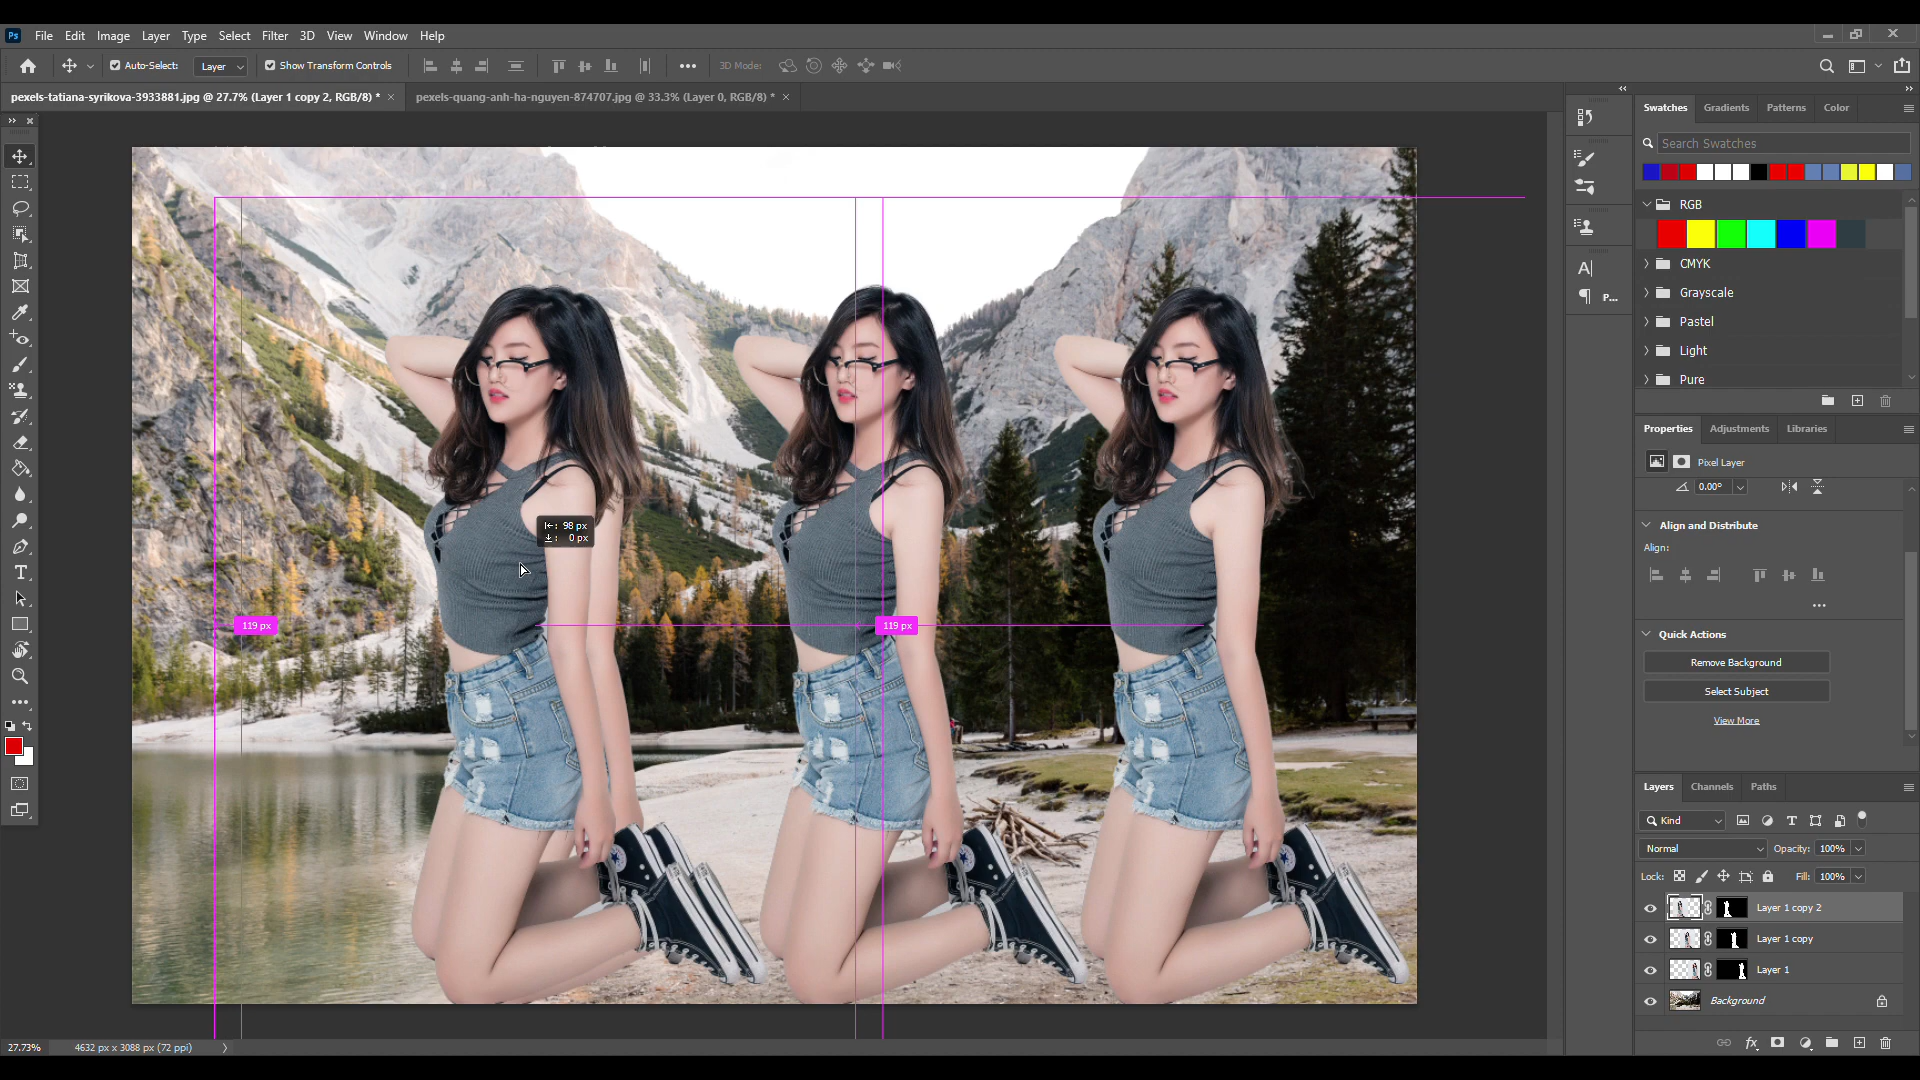 Ps File Edit Image Layer Type Select Filter 3D View Window Help
Auto-Select: Layer Show Transform Controls 3D Mode:
pexels-tatiana-syrikova-3933881.jpg @ 27.7% (Layer 1 copy 2, RGB/8) * pexels-quang-anh-ha-nguyen-874707.jpg @ 33.3% (Layer 0, RGB/8) *
Swatches Gradients Patterns Color
Search Swatches
RGB
CMYK
Grayscale
Pastel
Light
Pure
P...
Properties Adjustments Libraries
Pixel Layer
0.00°
Align and Distribute
Align:
Quick Actions
Remove Background
Select Subject
View More
98 px
0 px
119 px 119 px
Layers Channels Paths
Kind
Normal Opacity: 100%
Lock: Fill: 100%
Layer 1 copy 2
Layer 1 copy
Layer 1
Background
27.73% 4632 px x 3088 px (72 ppi)